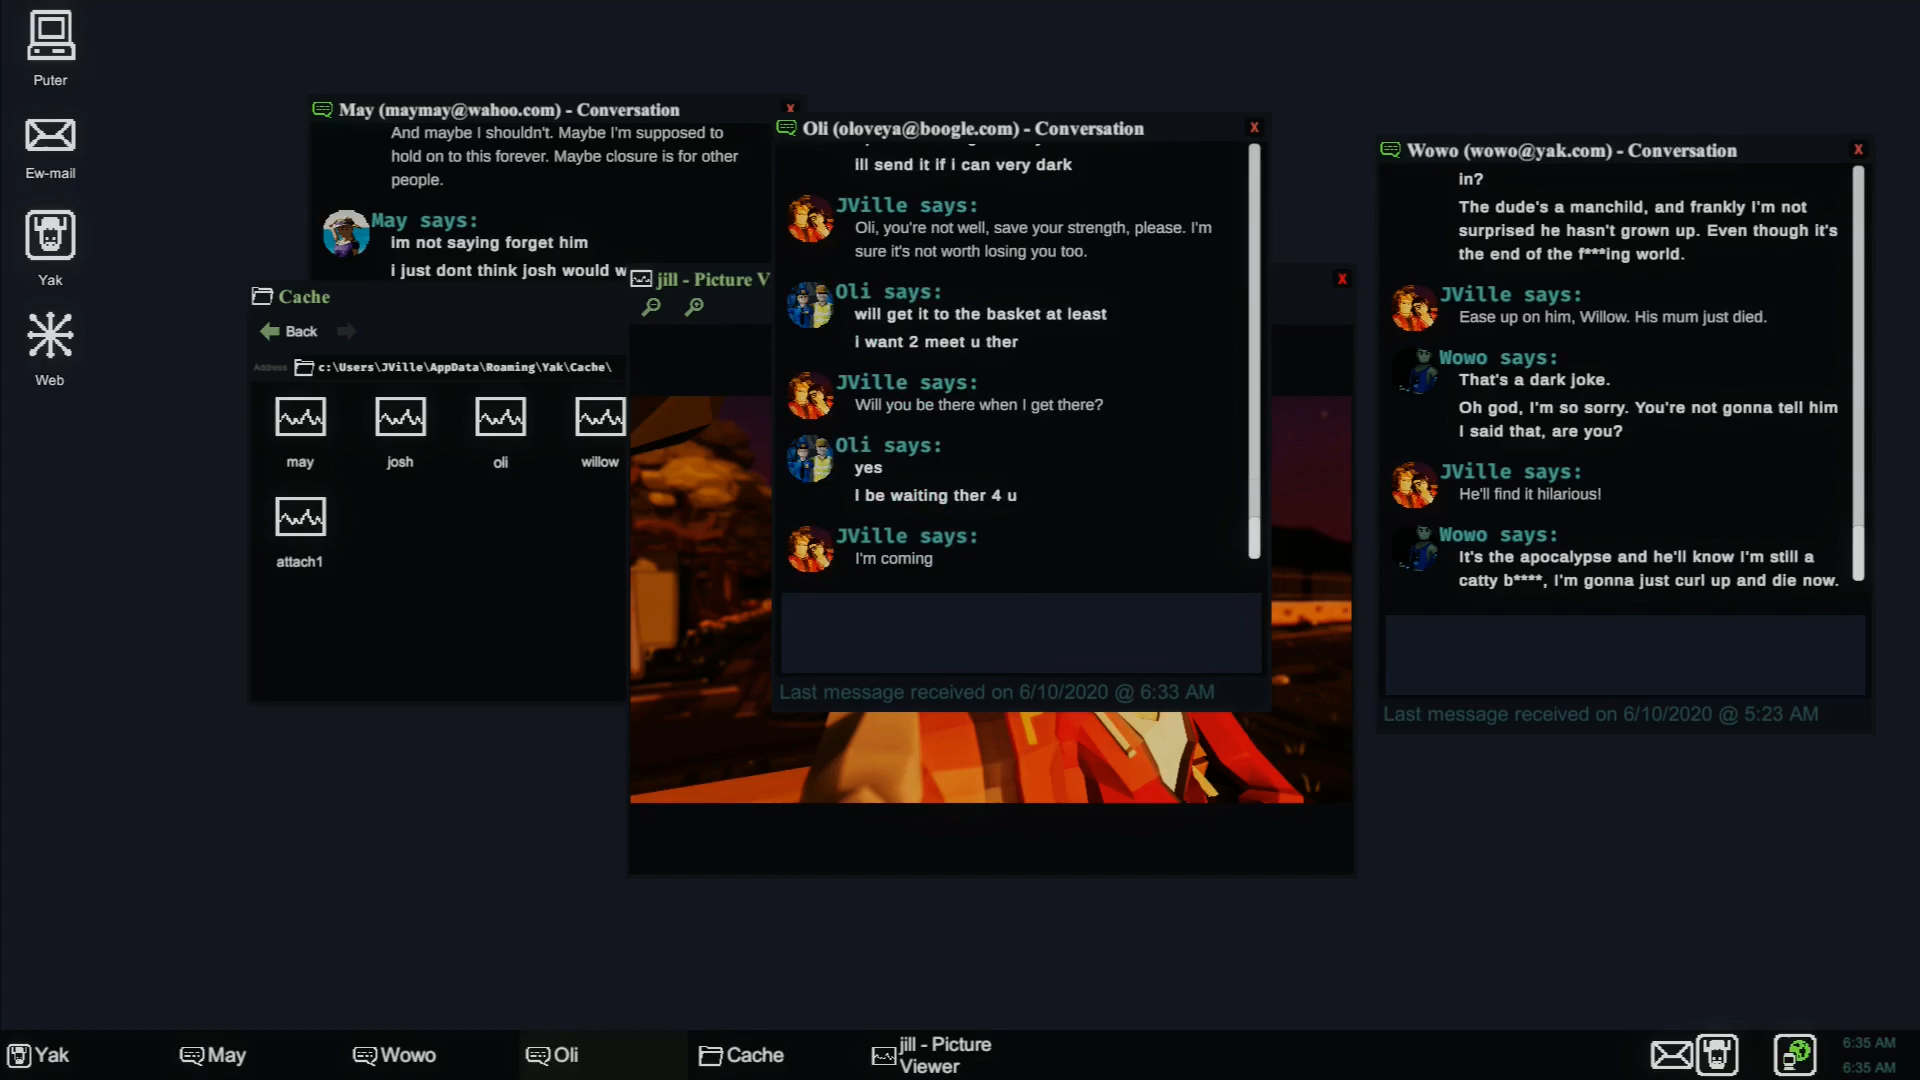 Puter
Ew-mail
Yak
Web
May (maymay@wahoo.com) - Conversation
X
And maybe I shouldn't. Maybe I'm supposed to
hold on to this forever. Maybe closure is for other
people.
May says:
im not saying forget him
i just dont think josh would w
Cache
Back
Address
c:\Users\JVille\AppData\Roaming\Yak\Cache\
may
josh
oli
willow
attach1
jill - Picture V
X
Oli (oloveya@boogle.com) - Conversation
X
ill send it if i can very dark
JVille says:
Oli, you're not well, save your strength, please. I'm
sure it's not worth losing you too.
Oli says:
will get it to the basket at least
i want 2 meet u ther
JVille says:
Will you be there when I get there?
Oli says:
yes
I be waiting ther 4 u
JVille says:
I'm coming
Last message received on 6/10/2020 @ 6:33 AM
Wowo (wowo@yak.com) - Conversation
X
in?
The dude's a manchild, and frankly I'm not
surprised he hasn't grown up. Even though it's
the end of the f***ing world.
JVille says:
Ease up on him, Willow. His mum just died.
Wowo says:
That's a dark joke.
Oh god, I'm so sorry. You're not gonna tell him
I said that, are you?
JVille says:
He'll find it hilarious!
Wowo says:
It's the apocalypse and he'll know I'm still a
catty b****, I'm gonna just curl up and die now.
Last message received on 6/10/2020 @ 5:23 AM
Yak
May
Wowo
Oli
Cache
jill - Picture
Viewer
6:35 AM
6:35 AM